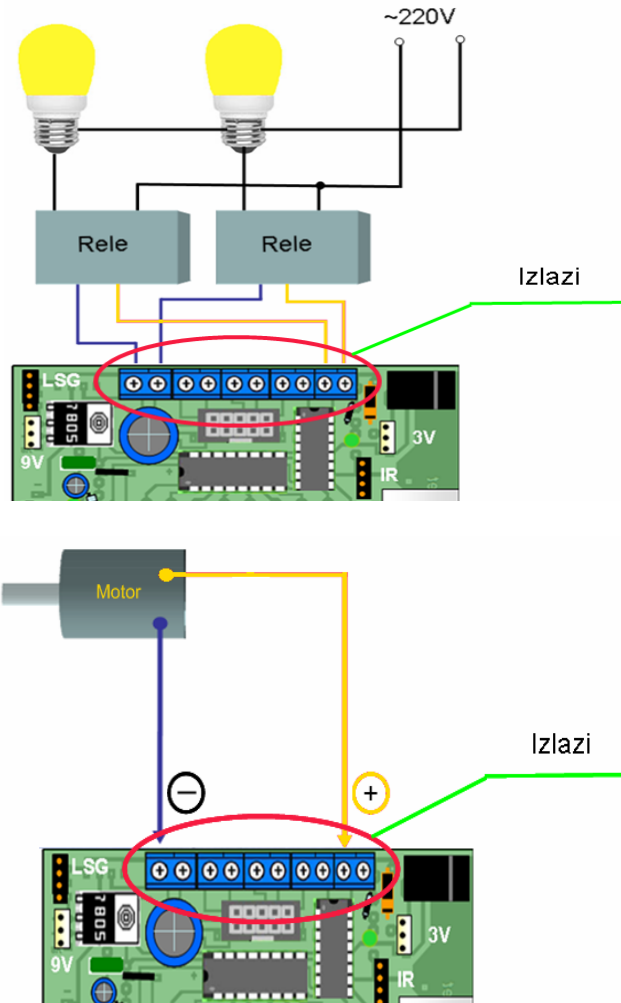 ~220V
Rele
Rele
Izlazi
LSG
7805
9V
3V
IR
Motor
Izlazi
− +
LSG
7805
9V
3V
IR